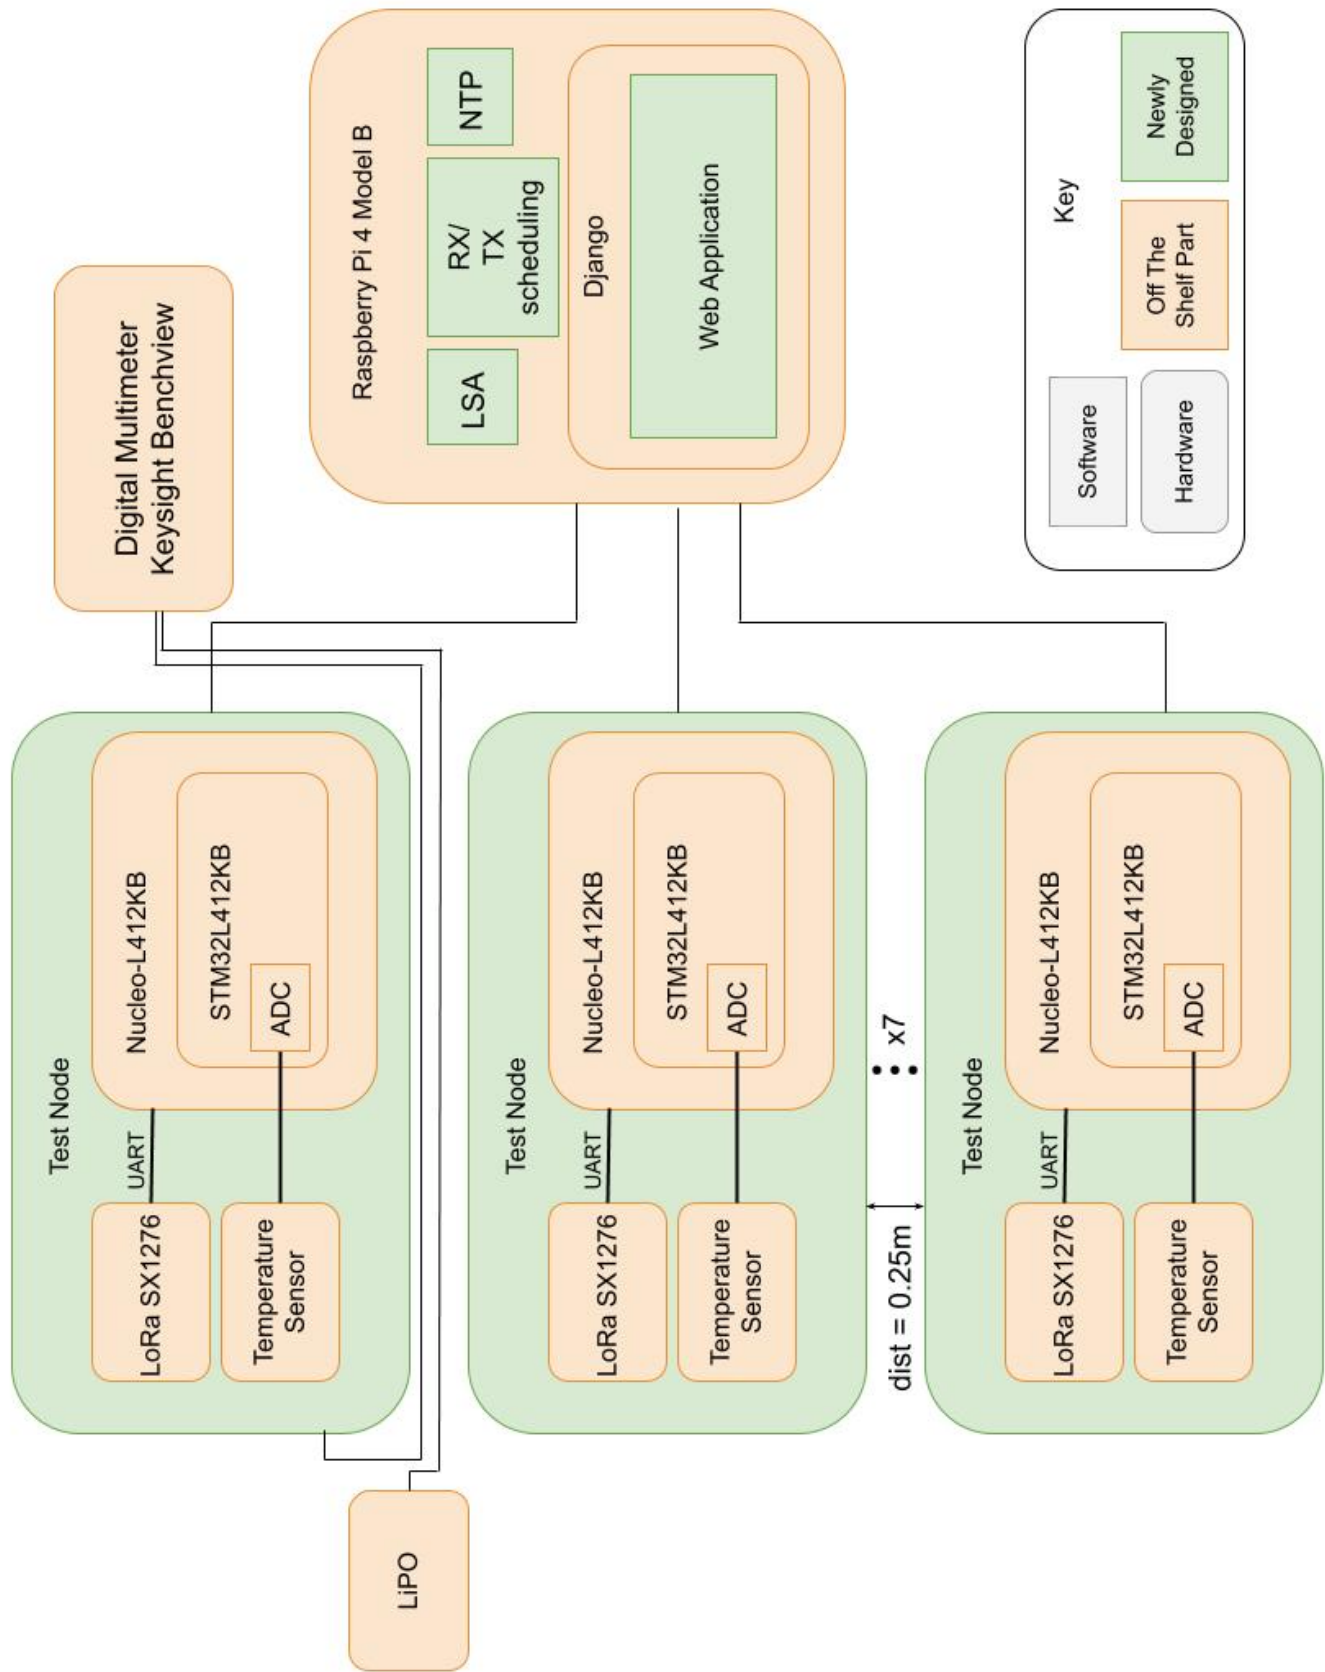 Digital Multimeter
Keysight Benchview
Raspberry Pi 4 Model B
LSA
RX/
TX
scheduling
NTP
Django
Web Application
Key
Software
Hardware
Off The
Shelf Part
Newly
Designed
Test Node
Nucleo-L412KB
STM32L412KB
ADC
UART
LoRa SX1276
Temperature
Sensor
Test Node
Nucleo-L412KB
STM32L412KB
ADC
UART
LoRa SX1276
Temperature
Sensor
x7
dist = 0.25m
Test Node
Nucleo-L412KB
STM32L412KB
ADC
UART
LoRa SX1276
Temperature
Sensor
LiPO